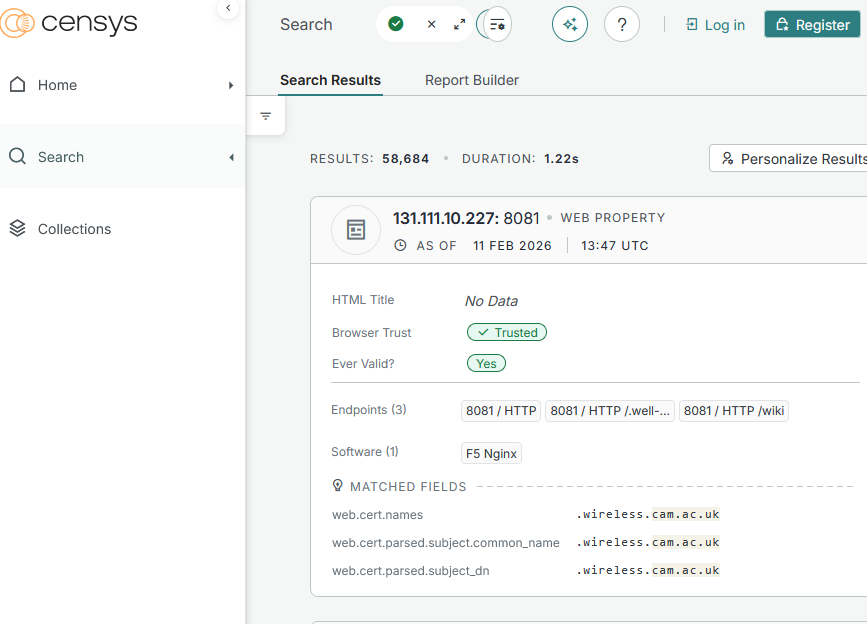 censys
Home
Search
Collections
Search
?
Log in
Register
Search Results
Report Builder
RESULTS: 58,684 • DURATION: 1.22s
Personalize Results
131.111.10.227: 8081 • WEB PROPERTY
AS OF 11 FEB 2026 13:47 UTC
HTML Title No Data
Browser Trust Trusted
Ever Valid? Yes
Endpoints (3) 8081 / HTTP 8081 / HTTP /.well-... 8081 / HTTP /wiki
Software (1) F5 Nginx
MATCHED FIELDS
web.cert.names .wireless.cam.ac.uk
web.cert.parsed.subject.common_name .wireless.cam.ac.uk
web.cert.parsed.subject_dn .wireless.cam.ac.uk